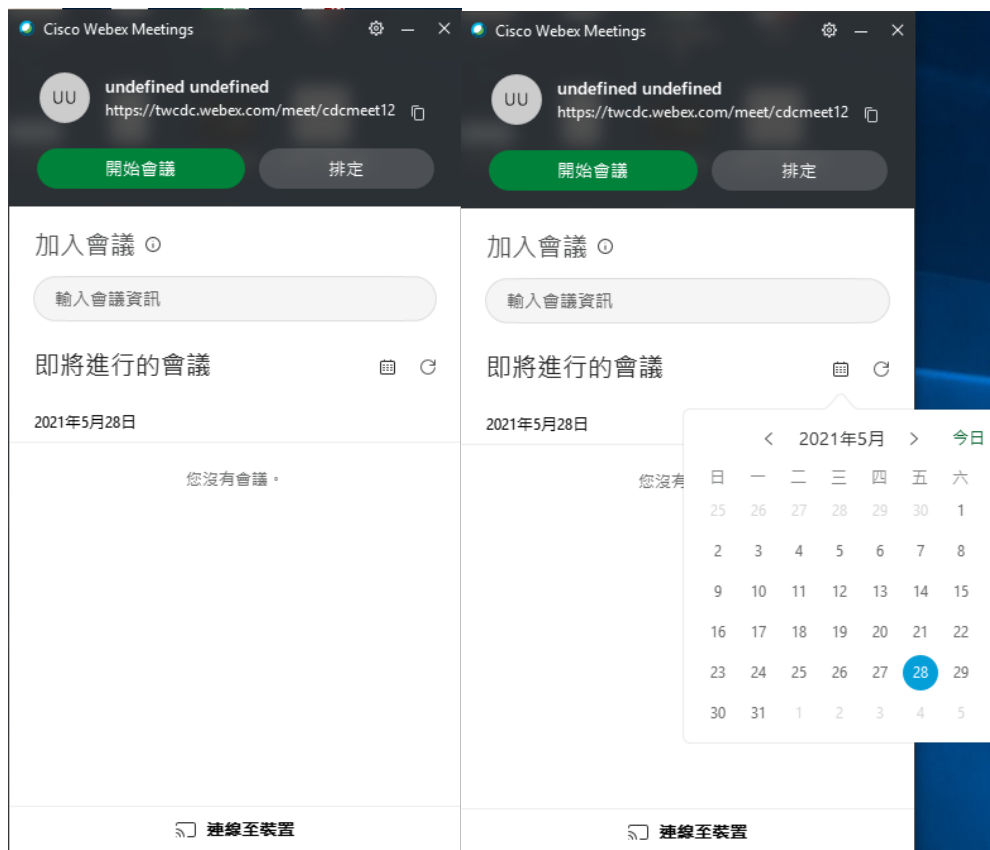 Cisco Webex Meetings
UU
undefined undefined
https://twcdc.webex.com/meet/cdcmeet12
開始會議
排定
加入會議
輸入會議資訊
即將進行的會議
2021年5月28日
您沒有會議。
連線至裝置
Cisco Webex Meetings
UU
undefined undefined
https://twcdc.webex.com/meet/cdcmeet12
開始會議
排定
加入會議
輸入會議資訊
即將進行的會議
2021年5月28日
您沒有
2021年5月 今日
日 一 二 三 四 五 六
25 26 27 28 29 30 1
2 3 4 5 6 7 8
9 10 11 12 13 14 15
16 17 18 19 20 21 22
23 24 25 26 27 28 29
30 31 1 2 3 4 5
連線至裝置